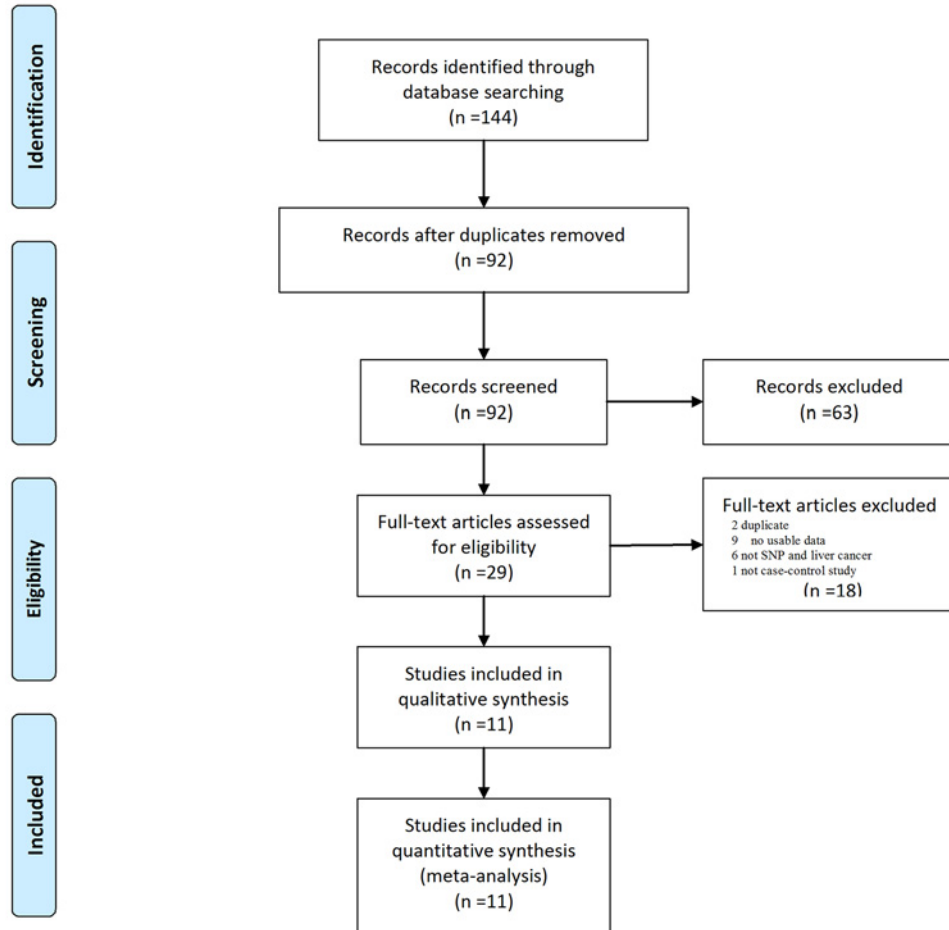 Identification
Records identified through
database searching
(n =144)
Records after duplicates removed
(n =92)
Screening
Records screened
(n =92)
Records excluded
(n =63)
Eligibility
Full-text articles assessed
for eligibility
(n =29)
Full-text articles excluded
2 duplicate
9 no usable data
6 not SNP and liver cancer
1 not case-control study
(n =18)
Studies included in
qualitative synthesis
(n =11)
Included
Studies included in
quantitative synthesis
(meta-analysis)
(n =11)